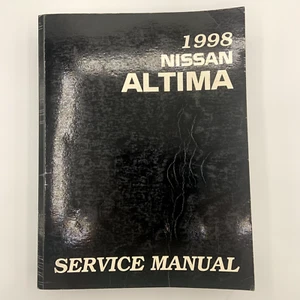 1998
NISSAN
ALTIMA
SERVICE MANUAL